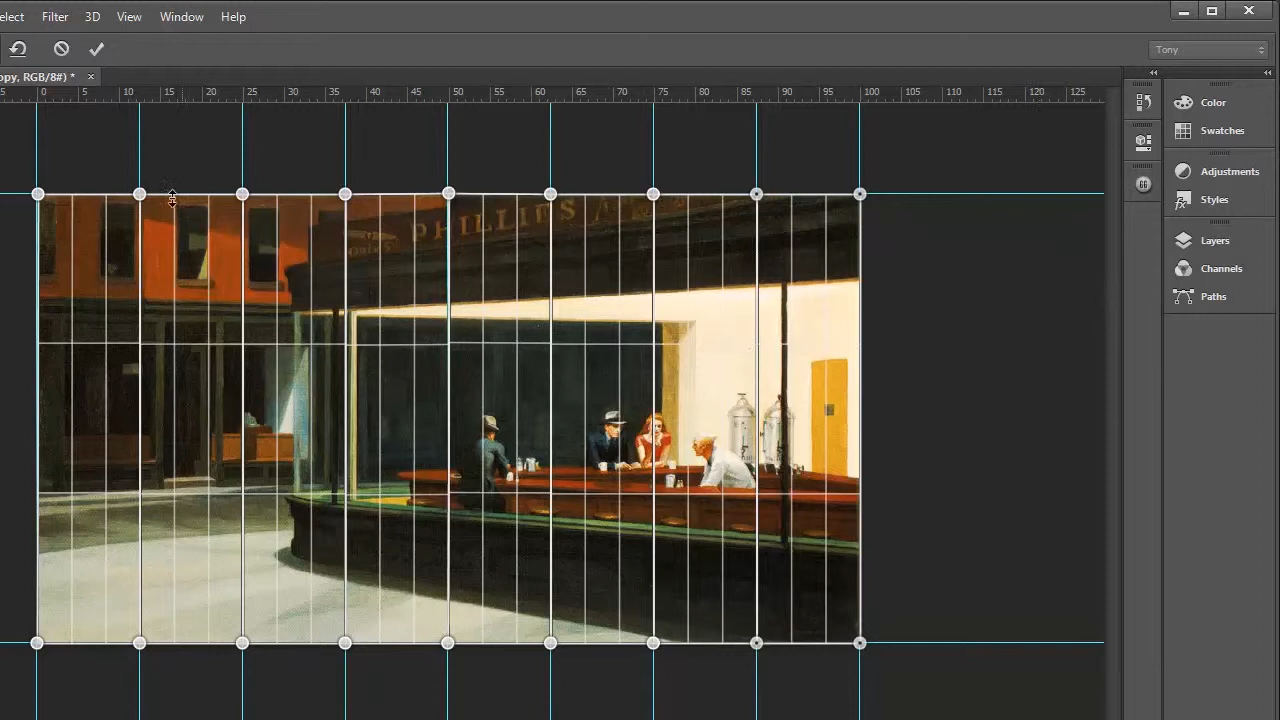 elect Filter 3D View Window Help
Tony
opy, RGB/8#) * ×
5 0 5 10 15 20 25 30 35 40 45 50 55 60 65 70 75 80 85 90 95 100 105 110 115 120 125
Color
Swatches
Adjustments
Styles
Layers
Channels
Paths
PHILLIES